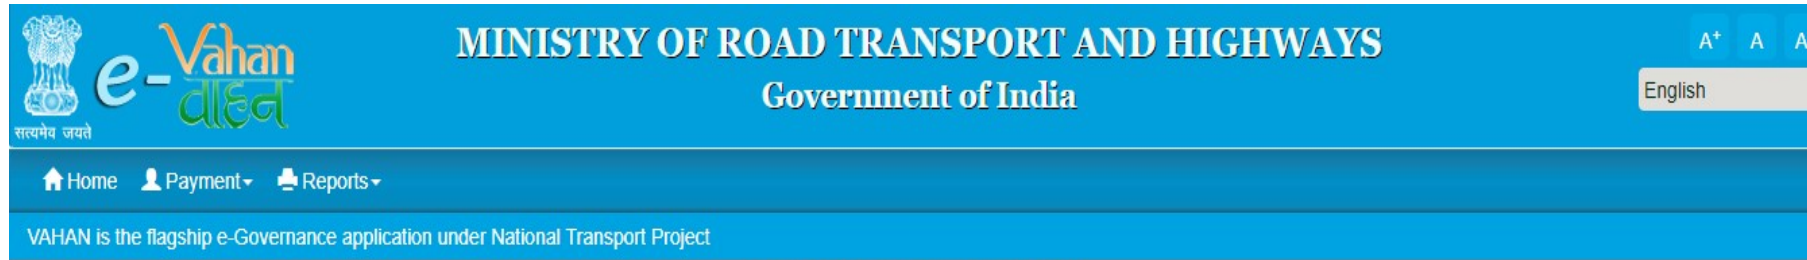 MINISTRY OF ROAD TRANSPORT AND HIGHWAYS
Government of India
e-Vahan
वाहन
सत्यमेव जयते
A+ A A
English
Home Payment Reports
VAHAN is the flagship e-Governance application under National Transport Project